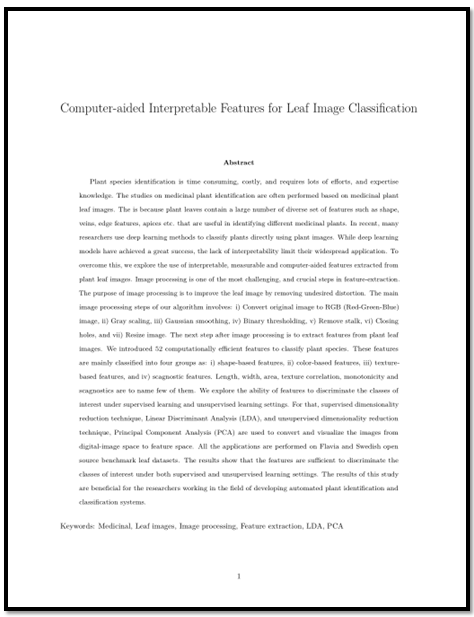 Computer-aided Interpretable Features for Leaf Image Classification
Abstract
Plant species identification is time consuming, costly, and requires lots of efforts, and expertise
knowledge. The studies on medicinal plant identification are often performed based on medicinal plant
leaf images. The is because plant leaves contain a large number of diverse set of features such as shape,
veins, edge features, apices etc. that are useful in identifying different medicinal plants. In recent, many
researchers use deep learning methods to classify plants directly using plant images. While deep learning
models have achieved a great success, the lack of interpretability limit their widespread application. To
overcome this, we explore the use of interpretable, measurable and computer-aided features extracted from
plant leaf images. Image processing is one of the most challenging, and crucial steps in feature-extraction.
The purpose of image processing is to improve the leaf image by removing undesired distortion. The main
image processing steps of our algorithm involves: i) Convert original image to RGB (Red-Green-Blue)
image, ii) Gray scaling, iii) Gaussian smoothing, iv) Binary thresholding, v) Remove stalk, vi) Closing
holes, and vii) Resize image. The next step after image processing is to extract features from plant leaf
images. We introduced 52 computationally efficient features to classify plant species. These features
are mainly classified into four groups as: i) shape-based features, ii) color-based features, iii) texture-
based features, and iv) scagnostic features. Length, width, area, texture correlation, monotonicity and
scagnostics are to name few of them. We explore the ability of features to discriminate the classes of
interest under supervised learning and unsupervised learning settings. For that, supervised dimensionality
reduction technique, Linear Discriminant Analysis (LDA), and unsupervised dimensionality reduction
technique, Principal Component Analysis (PCA) are used to convert and visualize the images from
digital-image space to feature space. All the applications are performed on Flavia and Swedish open
source benchmark leaf datasets. The results show that the features are sufficient to discriminate the
classes of interest under both supervised and unsupervised learning settings. The results of this study
are beneficial for the researchers working in the field of developing automated plant identification and
classification systems.
Keywords: Medicinal, Leaf images, Image processing, Feature extraction, LDA, PCA
1